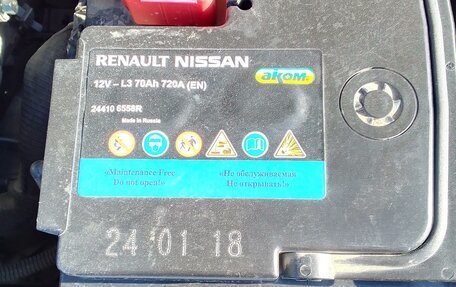 RENAULT NISSAN
12V – L3 70Ah 720A (EN)
aкom
24410 6558R
Made in Russia
«Maintenance Free
Do not open!»
«Не обслуживаемая
Не открывать!»
24 01 18